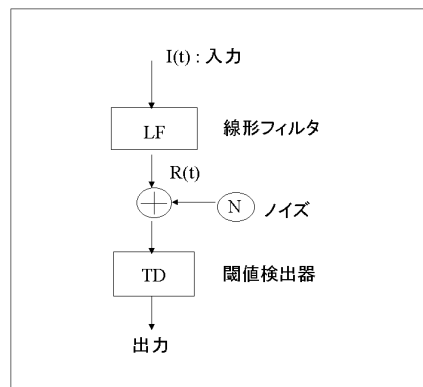 I(t) : 入力
LF 線形フィルタ
R(t)
N ノイズ
TD 閾値検出器
出力